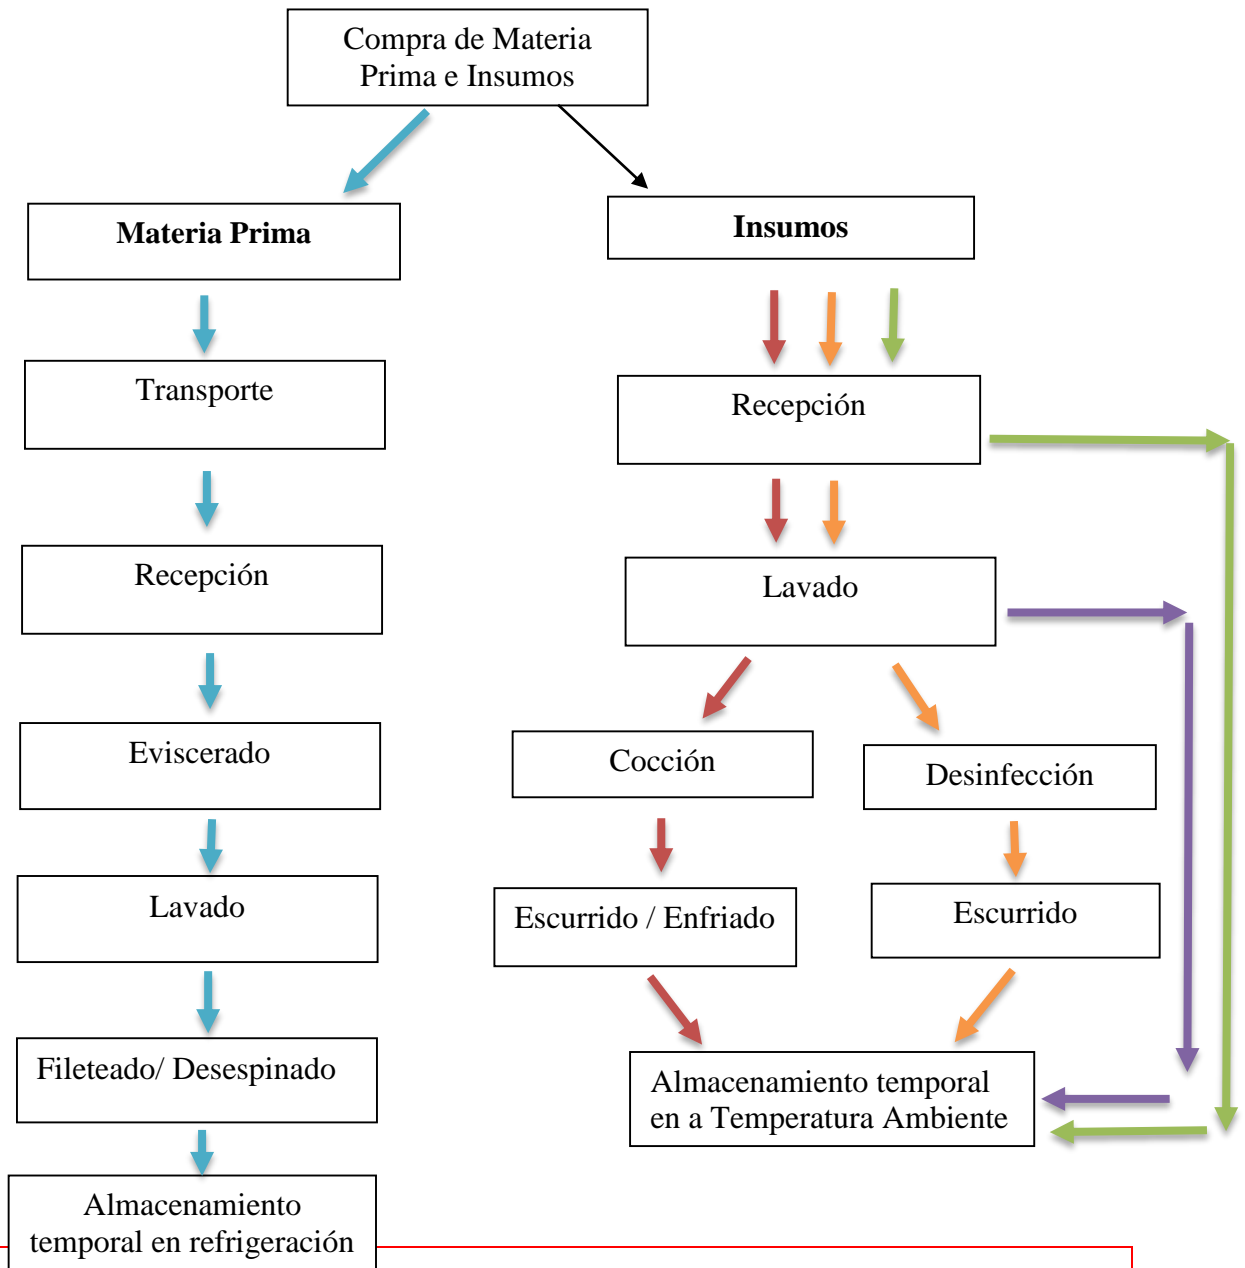 Compra de Materia
Prima e Insumos
Materia Prima
Insumos
Transporte
Recepción
Recepción
Lavado
Eviscerado
Cocción
Desinfección
Lavado
Escurrido / Enfriado
Escurrido
Fileteado/ Desespinado
Almacenamiento temporal
en a Temperatura Ambiente
Almacenamiento
temporal en refrigeración